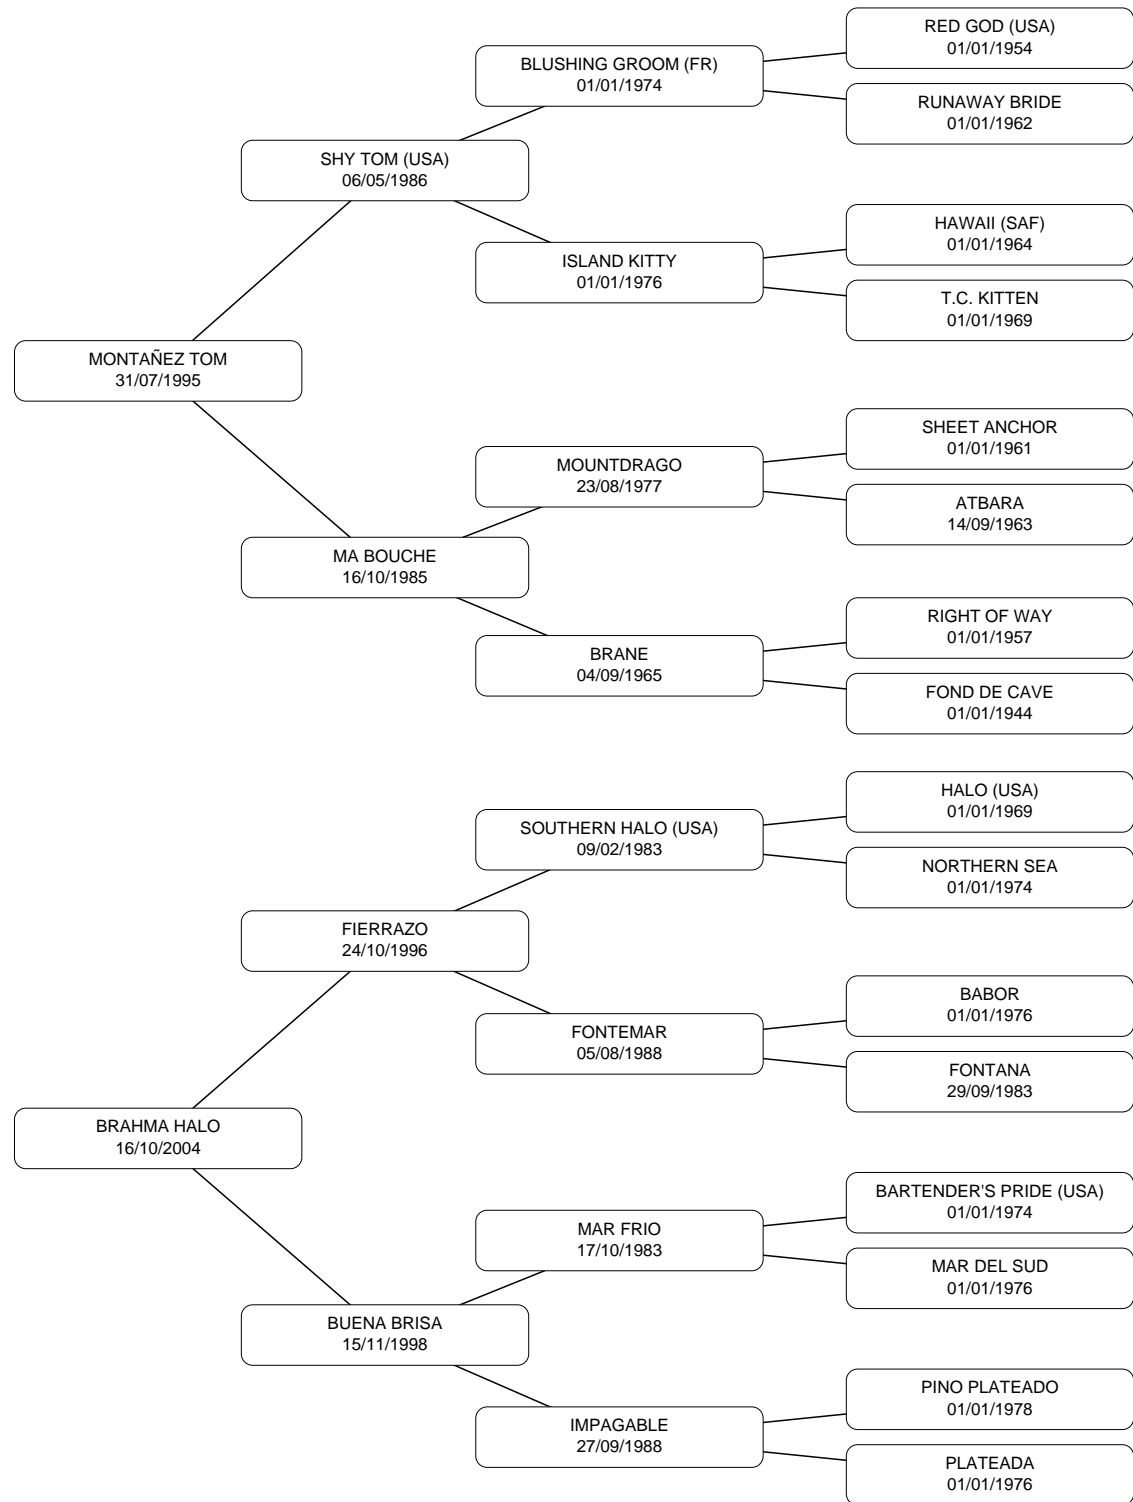 RED GOD (USA)
01/01/1954
BLUSHING GROOM (FR)
01/01/1974
RUNAWAY BRIDE
01/01/1962
SHY TOM (USA)
06/05/1986
HAWAII (SAF)
01/01/1964
ISLAND KITTY
01/01/1976
T.C. KITTEN
01/01/1969
MONTAÑEZ TOM
31/07/1995
SHEET ANCHOR
01/01/1961
MOUNTDRAGO
23/08/1977
ATBARA
14/09/1963
MA BOUCHE
16/10/1985
RIGHT OF WAY
01/01/1957
BRANE
04/09/1965
FOND DE CAVE
01/01/1944
HALO (USA)
01/01/1969
SOUTHERN HALO (USA)
09/02/1983
NORTHERN SEA
01/01/1974
FIERRAZO
24/10/1996
BABOR
01/01/1976
FONTEMAR
05/08/1988
FONTANA
29/09/1983
BRAHMA HALO
16/10/2004
BARTENDER'S PRIDE (USA)
01/01/1974
MAR FRIO
17/10/1983
MAR DEL SUD
01/01/1976
BUENA BRISA
15/11/1998
PINO PLATEADO
01/01/1978
IMPAGABLE
27/09/1988
PLATEADA
01/01/1976